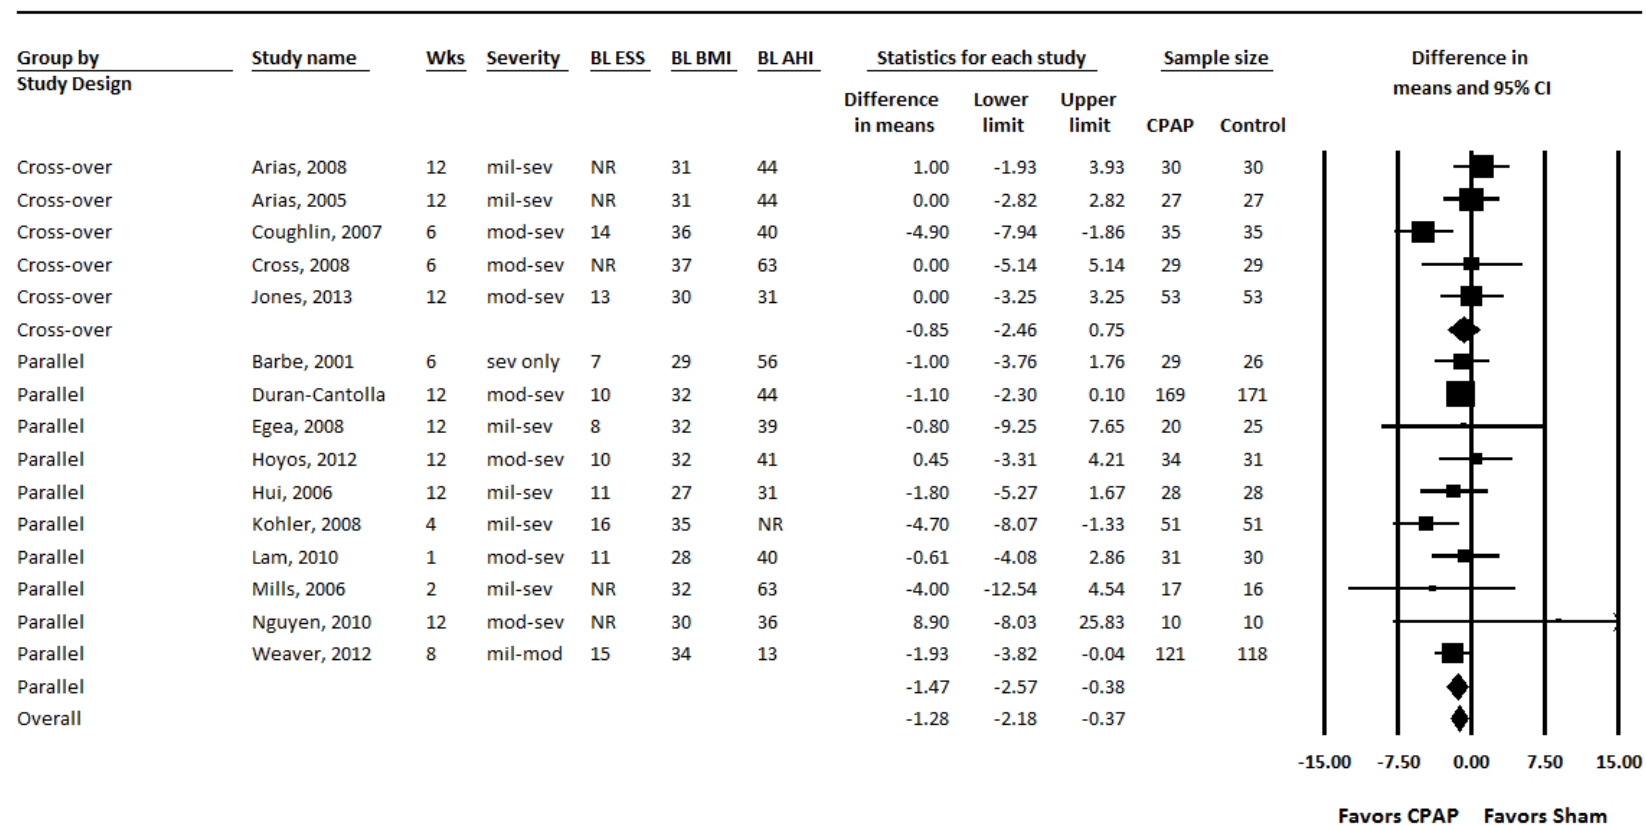 Group by Study name Wks Severity BL ESS BL BMI BL AHI Statistics for each study Sample size Difference in
Study Design means and 95% CI
Difference Lower Upper
in means limit limit CPAP Control
Cross-over Arias, 2008 12 mil-sev NR 31 44 1.00 -1.93 3.93 30 30
Cross-over Arias, 2005 12 mil-sev NR 31 44 0.00 -2.82 2.82 27 27
Cross-over Coughlin, 2007 6 mod-sev 14 36 40 -4.90 -7.94 -1.86 35 35
Cross-over Cross, 2008 6 mod-sev NR 37 63 0.00 -5.14 5.14 29 29
Cross-over Jones, 2013 12 mod-sev 13 30 31 0.00 -3.25 3.25 53 53
Cross-over -0.85 -2.46 0.75
Parallel Barbe, 2001 6 sev only 7 29 56 -1.00 -3.76 1.76 29 26
Parallel Duran-Cantolla 12 mod-sev 10 32 44 -1.10 -2.30 0.10 169 171
Parallel Egea, 2008 12 mil-sev 8 32 39 -0.80 -9.25 7.65 20 25
Parallel Hoyos, 2012 12 mod-sev 10 32 41 0.45 -3.31 4.21 34 31
Parallel Hui, 2006 12 mil-sev 11 27 31 -1.80 -5.27 1.67 28 28
Parallel Kohler, 2008 4 mil-sev 16 35 NR -4.70 -8.07 -1.33 51 51
Parallel Lam, 2010 1 mod-sev 11 28 40 -0.61 -4.08 2.86 31 30
Parallel Mills, 2006 2 mil-sev NR 32 63 -4.00 -12.54 4.54 17 16
Parallel Nguyen, 2010 12 mod-sev NR 30 36 8.90 -8.03 25.83 10 10
Parallel Weaver, 2012 8 mil-mod 15 34 13 -1.93 -3.82 -0.04 121 118
Parallel -1.47 -2.57 -0.38
Overall -1.28 -2.18 -0.37
-15.00 -7.50 0.00 7.50 15.00
Favors CPAP Favors Sham